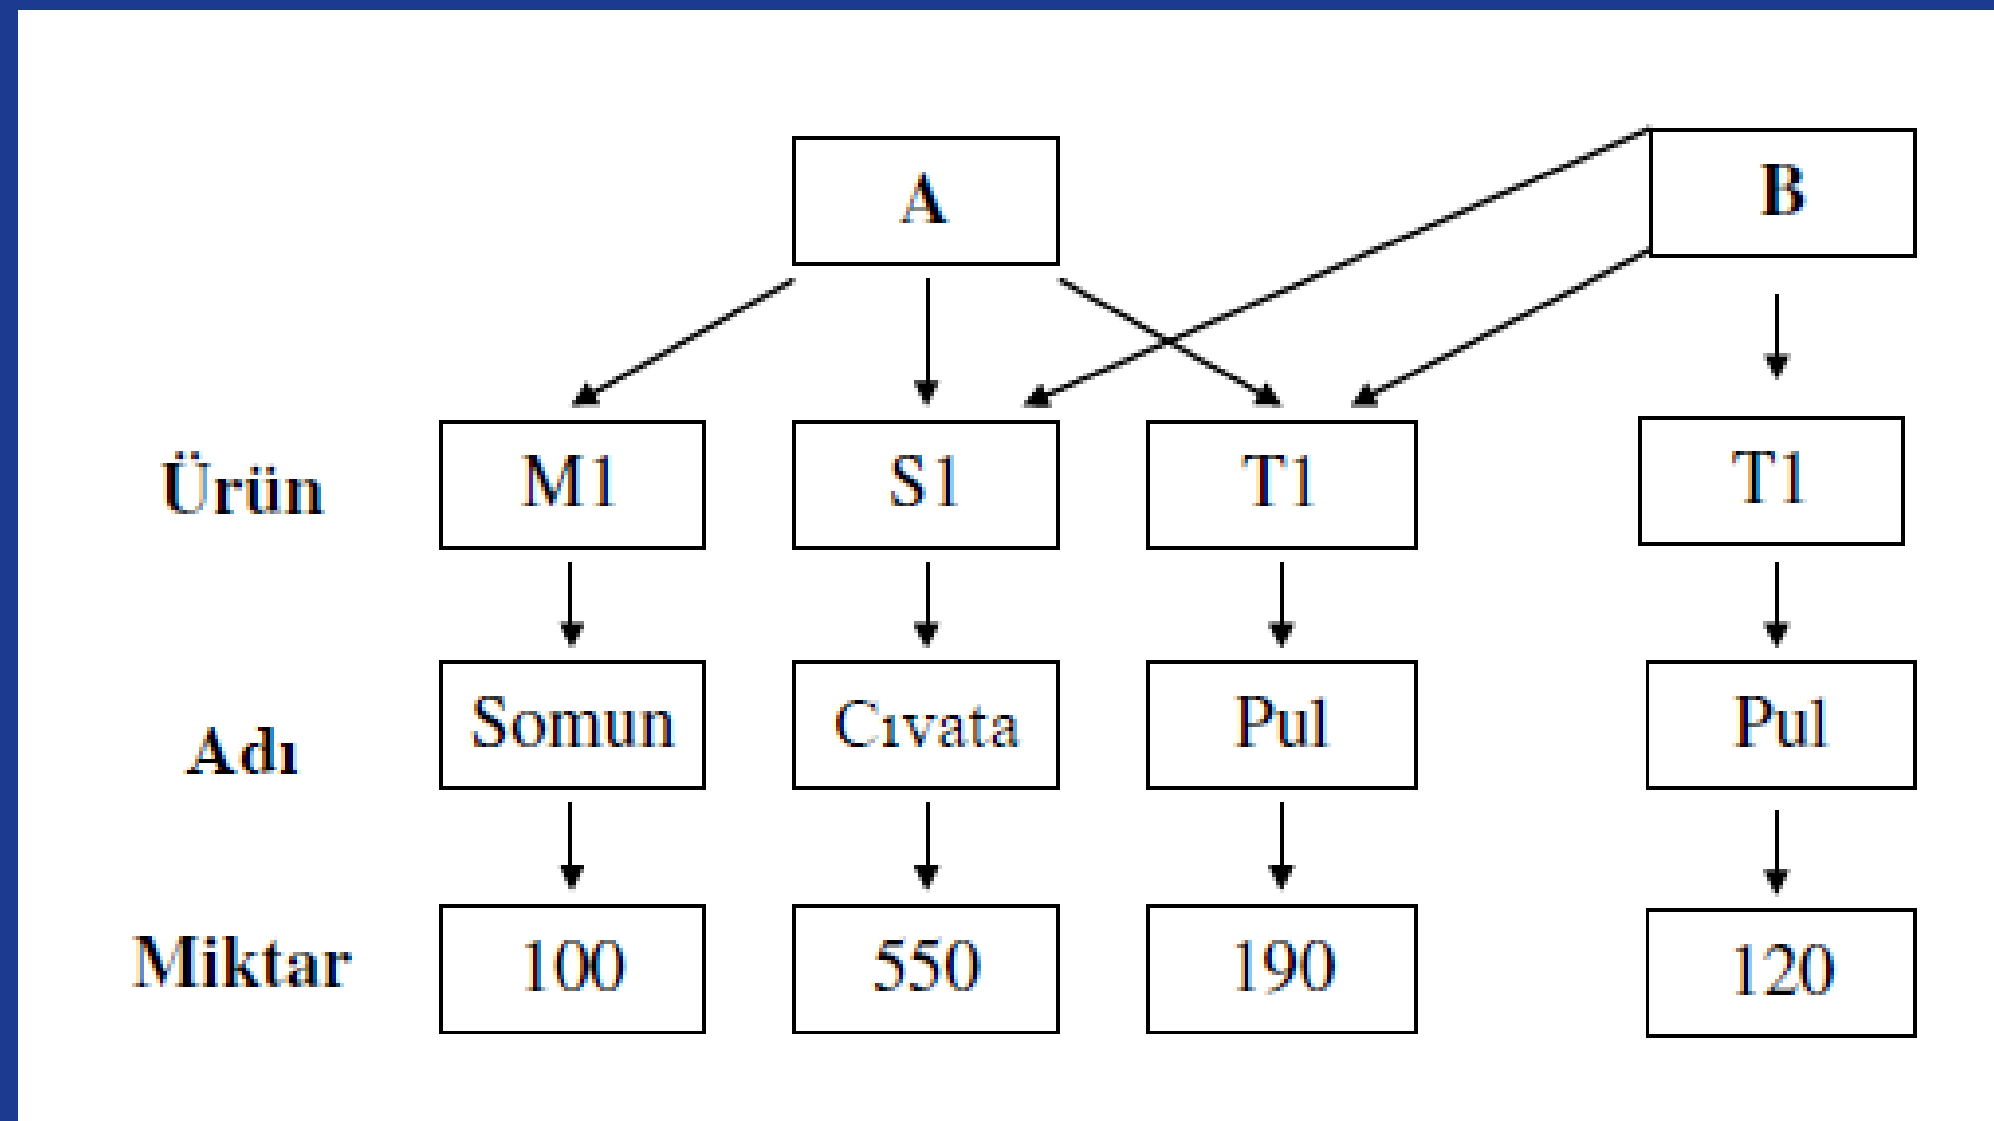 A B
Ürün M1 S1 T1 T1
Adı Somun Cıvata Pul Pul
Miktar 100 550 190 120